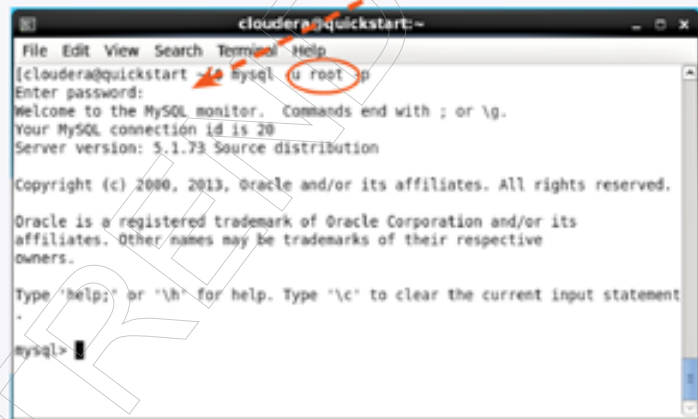 cloudera@quickstart:~
File Edit View Search Terminal Help
[cloudera@quickstart ~]$ mysql -u root -p
Enter password:
Welcome to the MySQL monitor.  Commands end with ; or \g.
Your MySQL connection id is 20
Server version: 5.1.73 Source distribution
Copyright (c) 2000, 2013, Oracle and/or its affiliates. All rights reserved.
Oracle is a registered trademark of Oracle Corporation and/or its
affiliates. Other names may be trademarks of their respective
owners.
Type 'help;' or '\h' for help. Type '\c' to clear the current input statement
.
mysql>